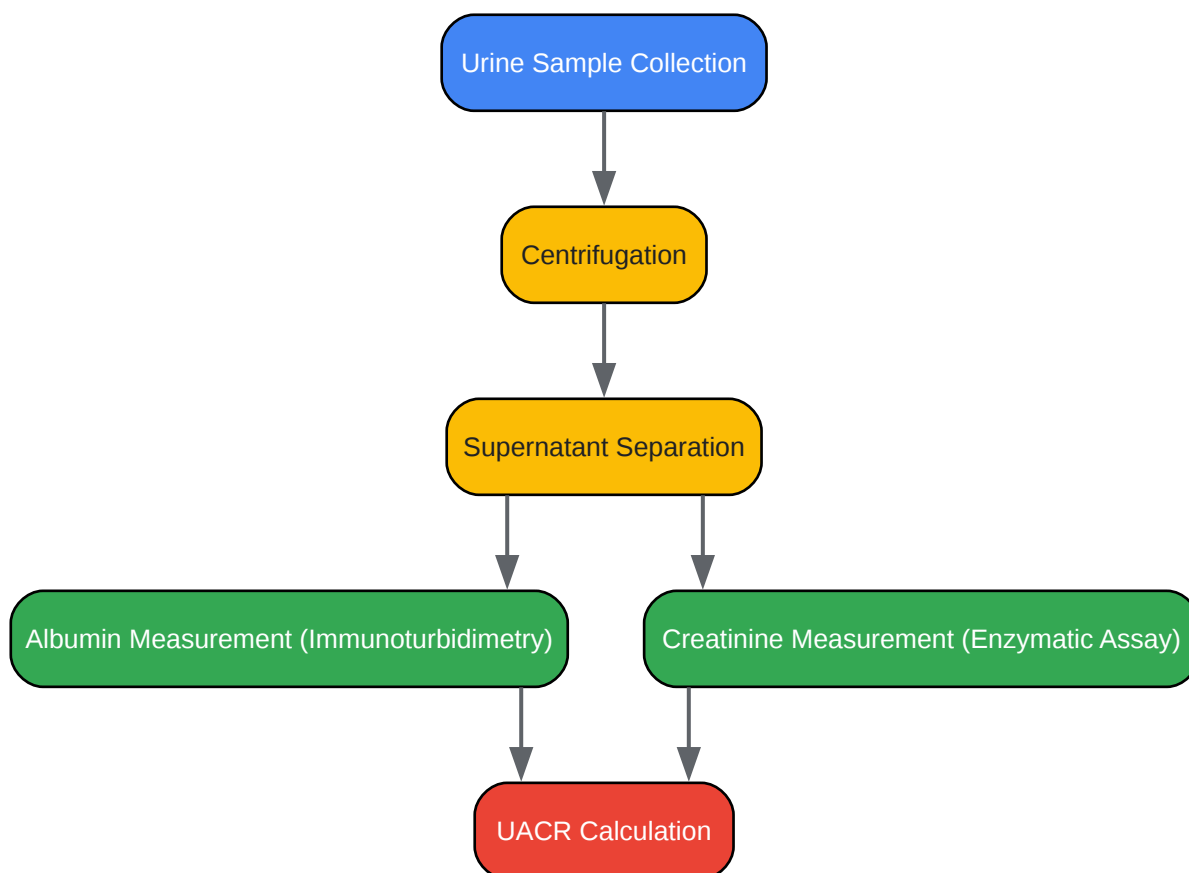 Urine Sample Collection
Centrifugation
Supernatant Separation
Albumin Measurement (Immunoturbidimetry)
Creatinine Measurement (Enzymatic Assay)
UACR Calculation